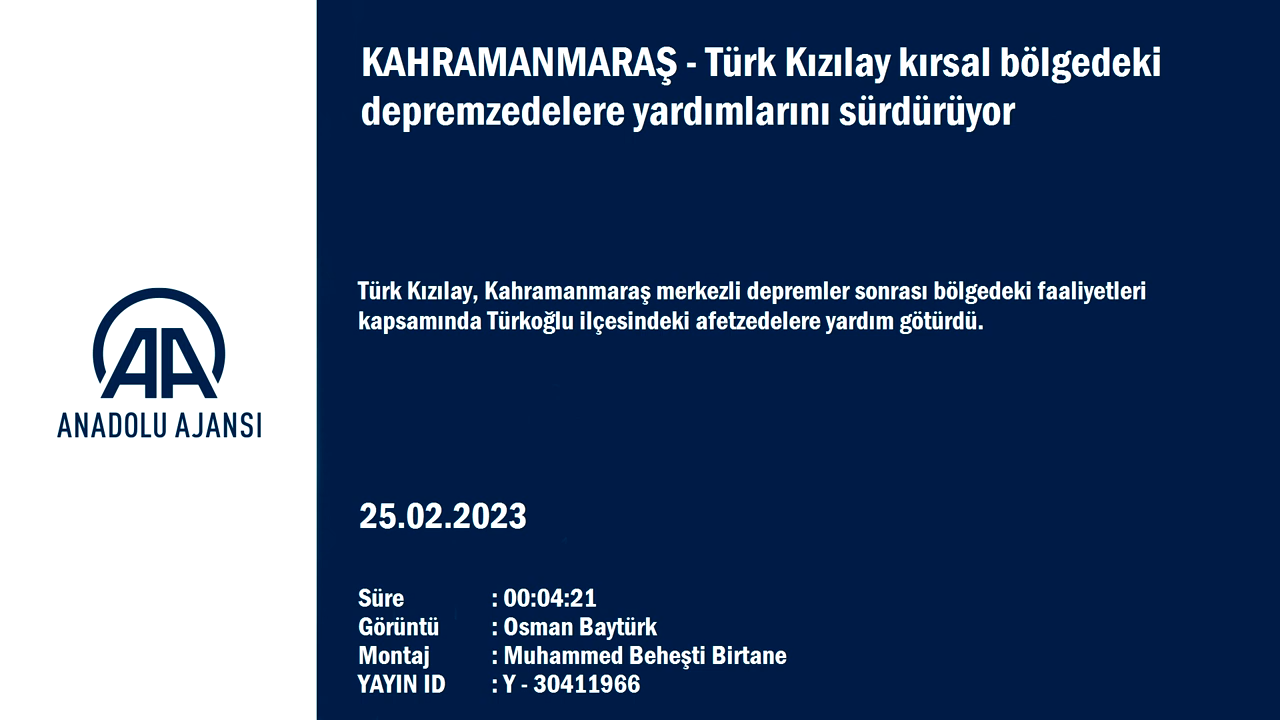 KAHRAMANMARAŞ - Türk Kızılay kırsal bölgedeki
depremzedelere yardımlarını sürdürüyor
Türk Kızılay, Kahramanmaraş merkezli depremler sonrası bölgedeki faaliyetleri
kapsamında Türkoğlu ilçesindeki afetzedelere yardım götürdü.
AA
ANADOLU AJANSI
25.02.2023
Süre : 00:04:21
Görüntü : Osman Baytürk
Montaj : Muhammed Beheşti Birtane
YAYIN ID : Y - 30411966